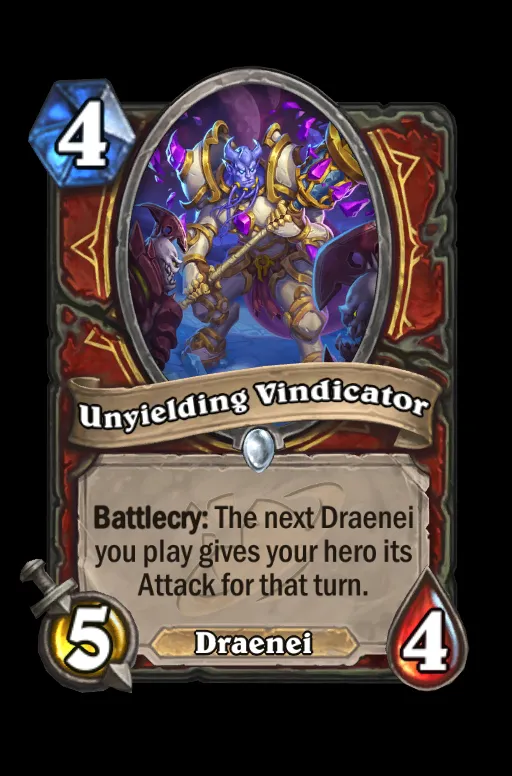 4
Unyielding Vindicator
Battlecry: The next Draenei
you play gives your hero its
Attack for that turn.
5
Draenei
4